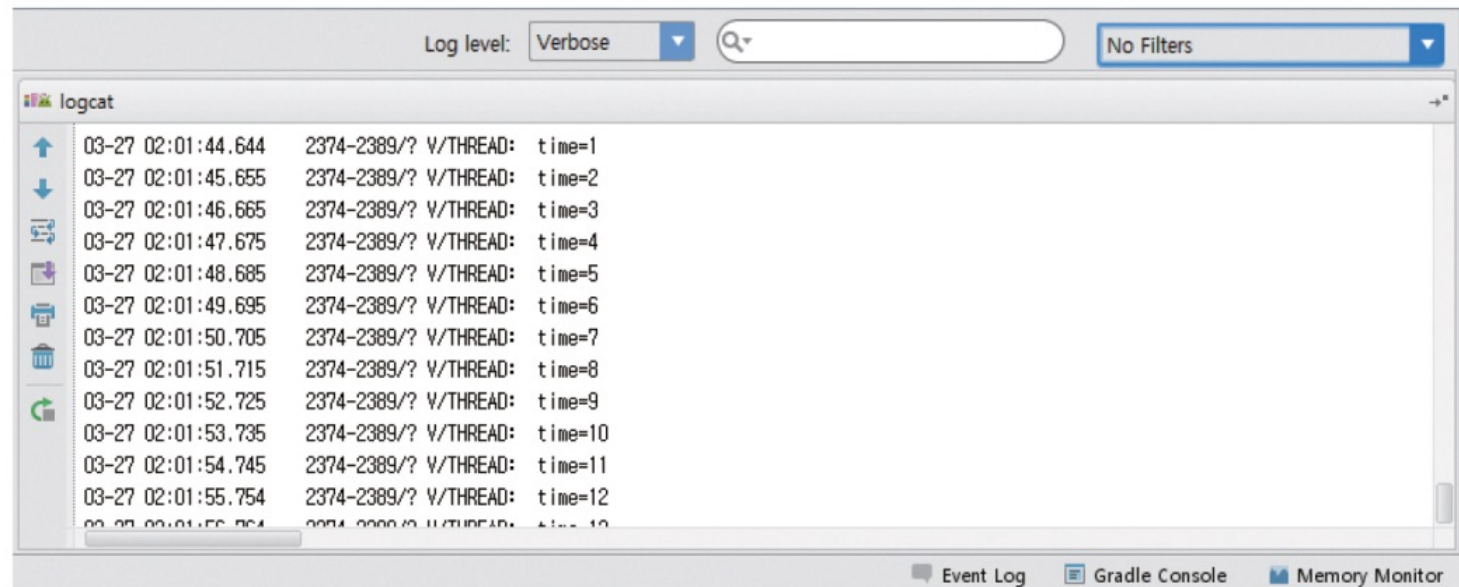 Log level: Verbose No Filters
logcat
03-27 02:01:44.644 2374-2389/? V/THREAD: time=1
03-27 02:01:45.655 2374-2389/? V/THREAD: time=2
03-27 02:01:46.665 2374-2389/? V/THREAD: time=3
03-27 02:01:47.675 2374-2389/? V/THREAD: time=4
03-27 02:01:48.685 2374-2389/? V/THREAD: time=5
03-27 02:01:49.695 2374-2389/? V/THREAD: time=6
03-27 02:01:50.705 2374-2389/? V/THREAD: time=7
03-27 02:01:51.715 2374-2389/? V/THREAD: time=8
03-27 02:01:52.725 2374-2389/? V/THREAD: time=9
03-27 02:01:53.735 2374-2389/? V/THREAD: time=10
03-27 02:01:54.745 2374-2389/? V/THREAD: time=11
03-27 02:01:55.754 2374-2389/? V/THREAD: time=12
Event Log Gradle Console Memory Monitor